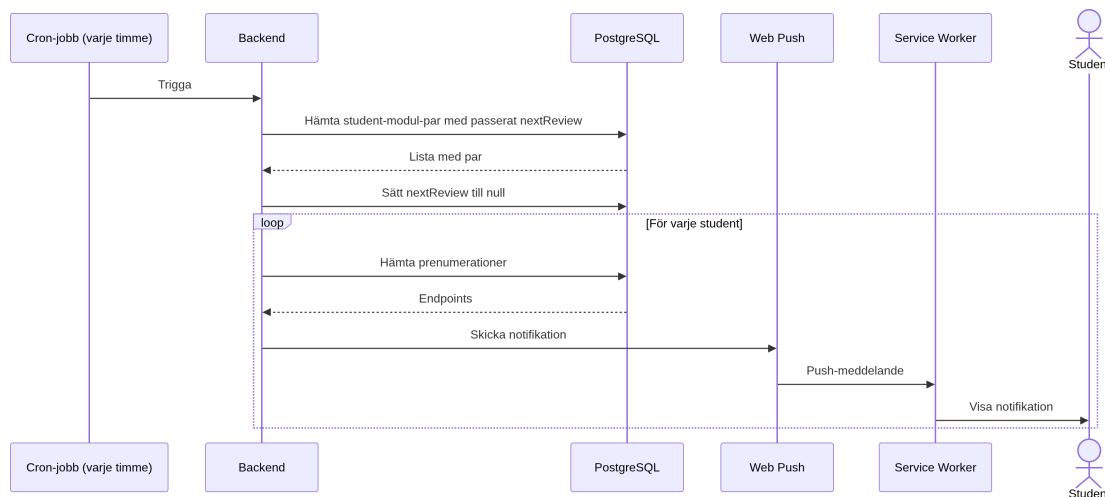 Cron-jobb (varje timme)
Backend
PostgreSQL
Web Push
Service Worker
Student
Trigga
Hämta student-modul-par med passerat nextReview
Lista med par
Sätt nextReview till null
loop
[För varje student]
Hämta prenumerationer
Endpoints
Skicka notifikation
Push-meddelande
Visa notifikation
Cron-jobb (varje timme)
Backend
PostgreSQL
Web Push
Service Worker
Student